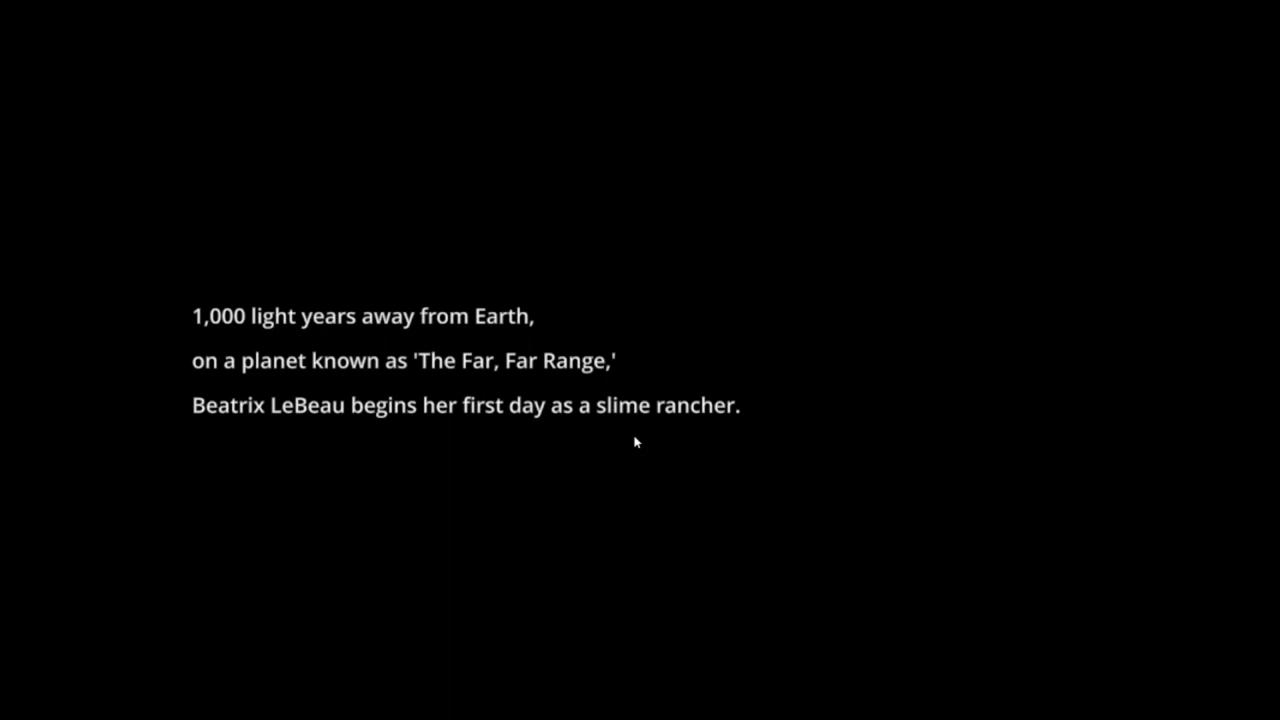 1,000 light years away from Earth,
on a planet known as 'The Far, Far Range,'
Beatrix LeBeau begins her first day as a slime rancher.